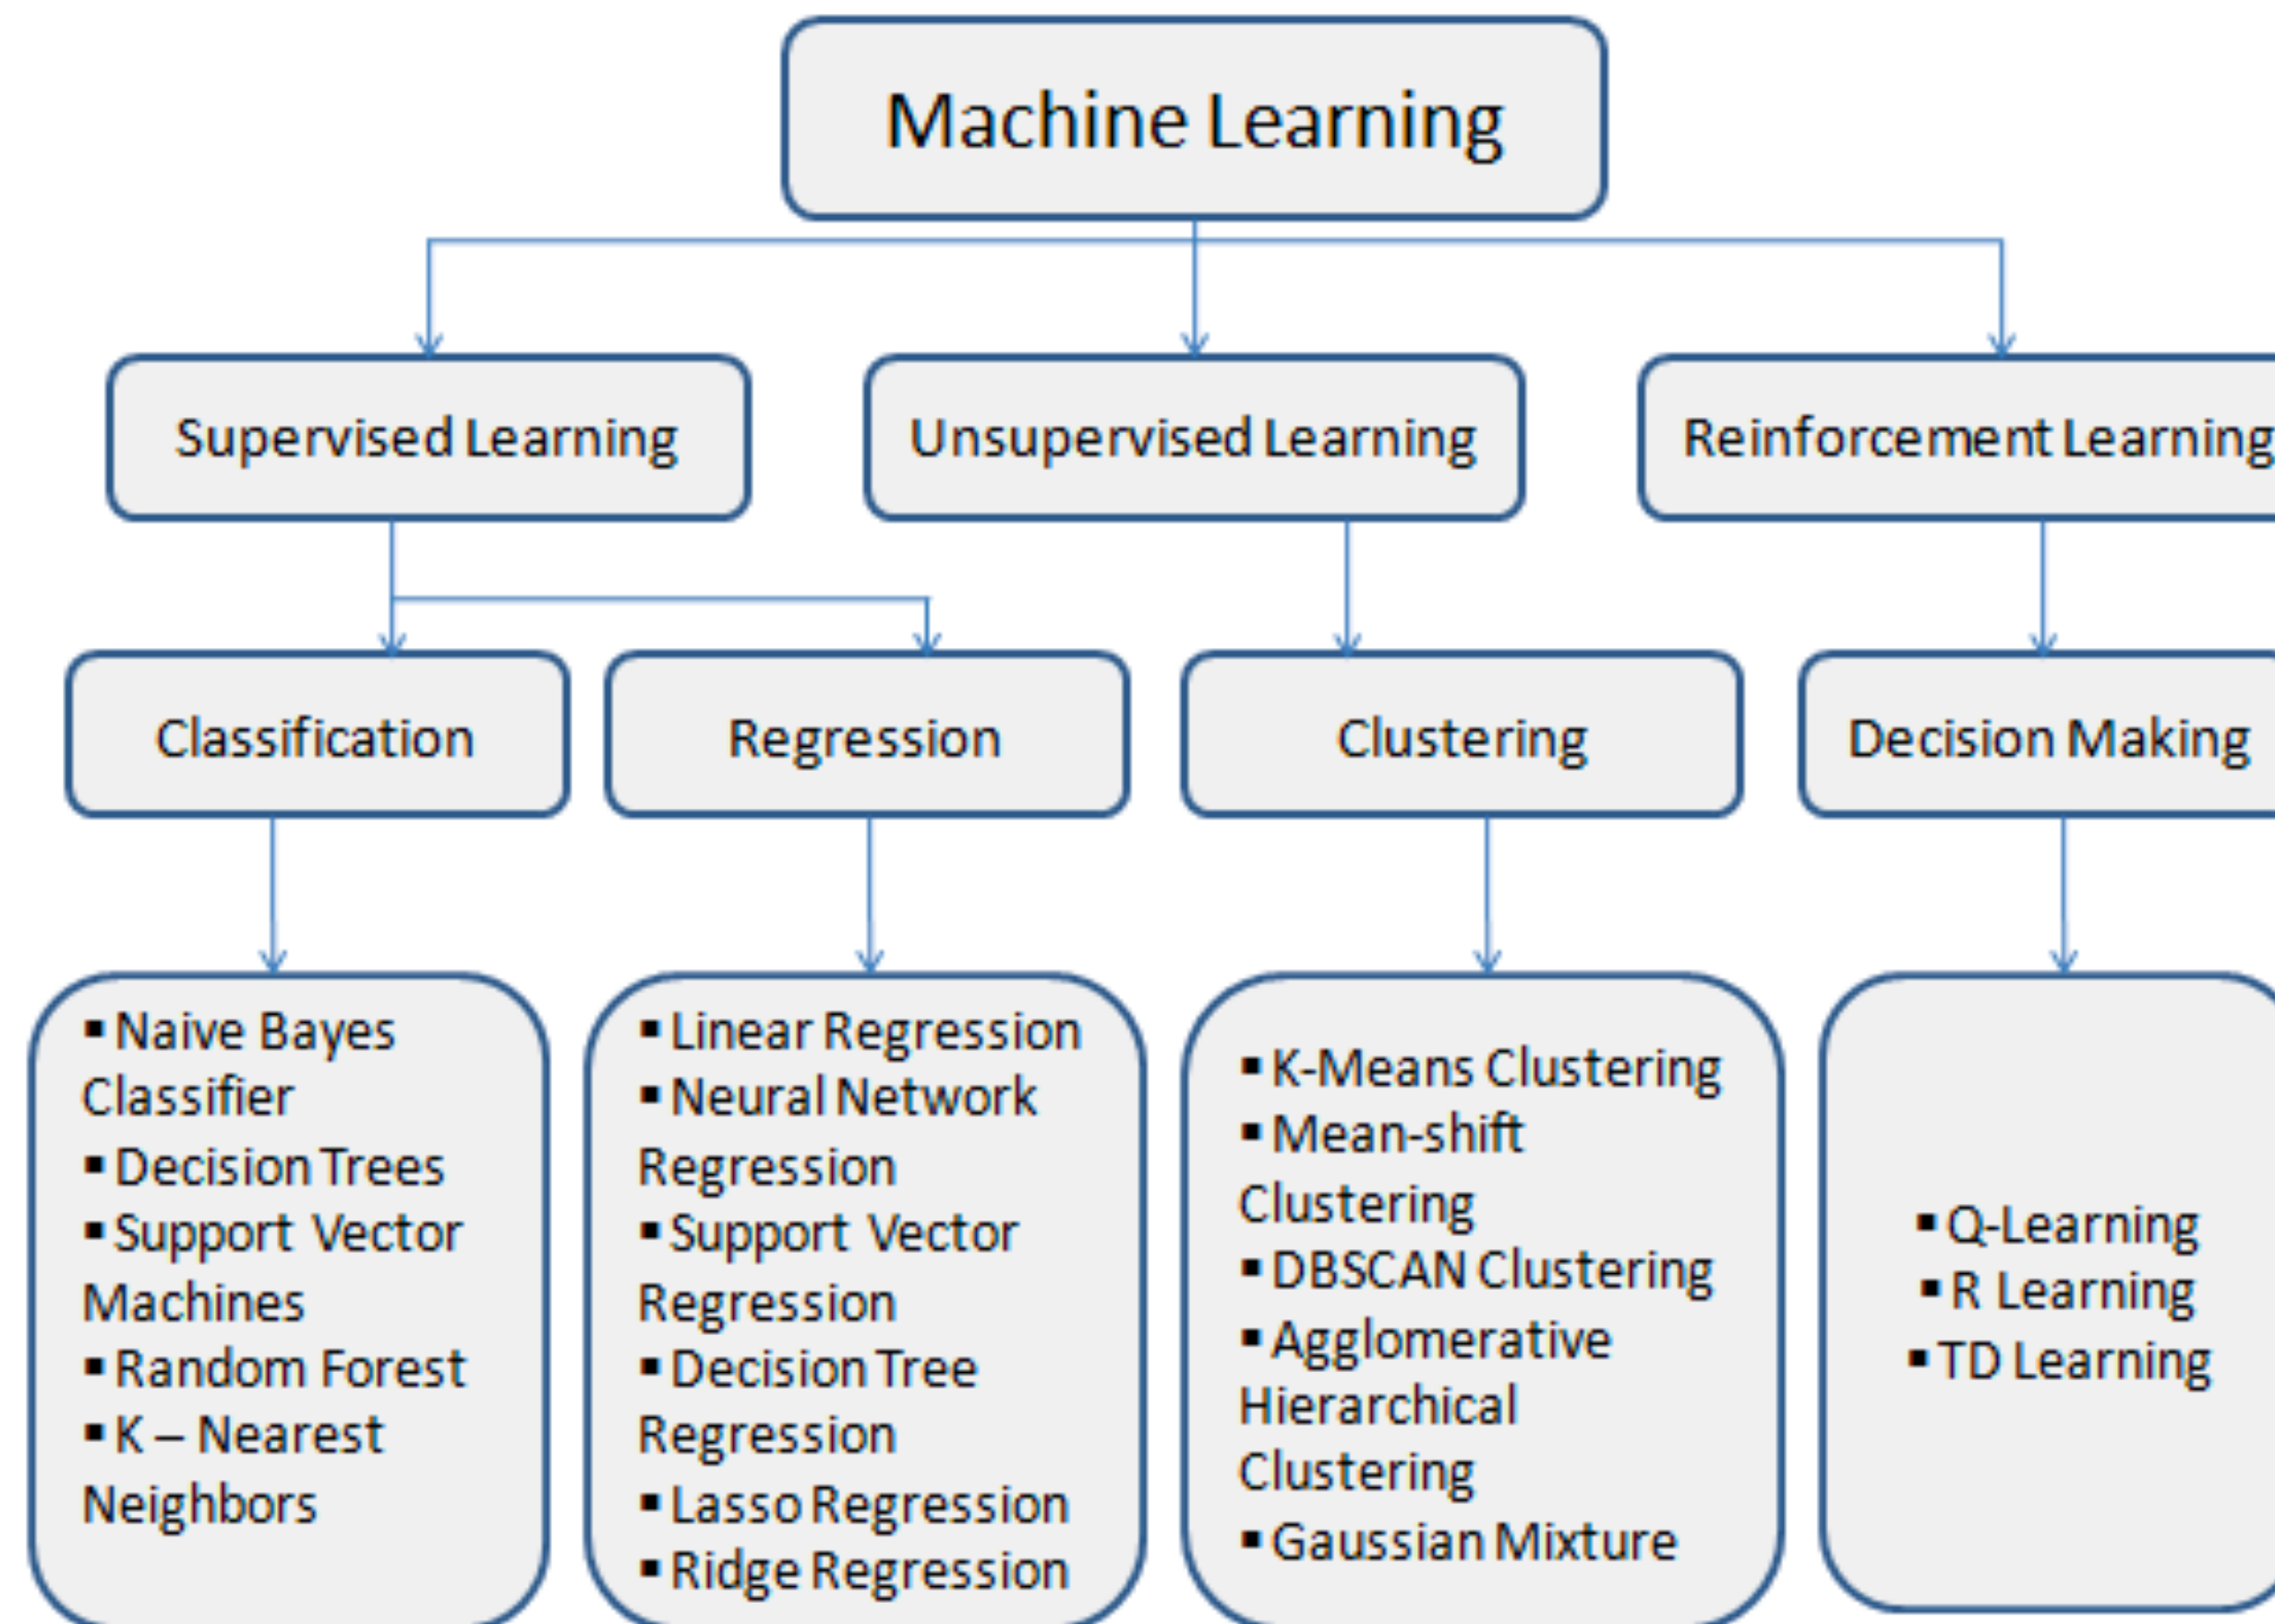 Machine Learning
Supervised Learning
Unsupervised Learning
Reinforcement Learning
Classification
Regression
Clustering
Decision Making
▪ Naive Bayes
Classifier
▪ Decision Trees
▪ Support Vector
Machines
▪ Random Forest
▪ K – Nearest
Neighbors
▪ Linear Regression
▪ Neural Network
Regression
▪ Support Vector
Regression
▪ Decision Tree
Regression
▪ Lasso Regression
▪ Ridge Regression
▪ K-Means Clustering
▪ Mean-shift
Clustering
▪ DBSCAN Clustering
▪ Agglomerative
Hierarchical
Clustering
▪ Gaussian Mixture
▪ Q-Learning
▪ R Learning
▪ TD Learning